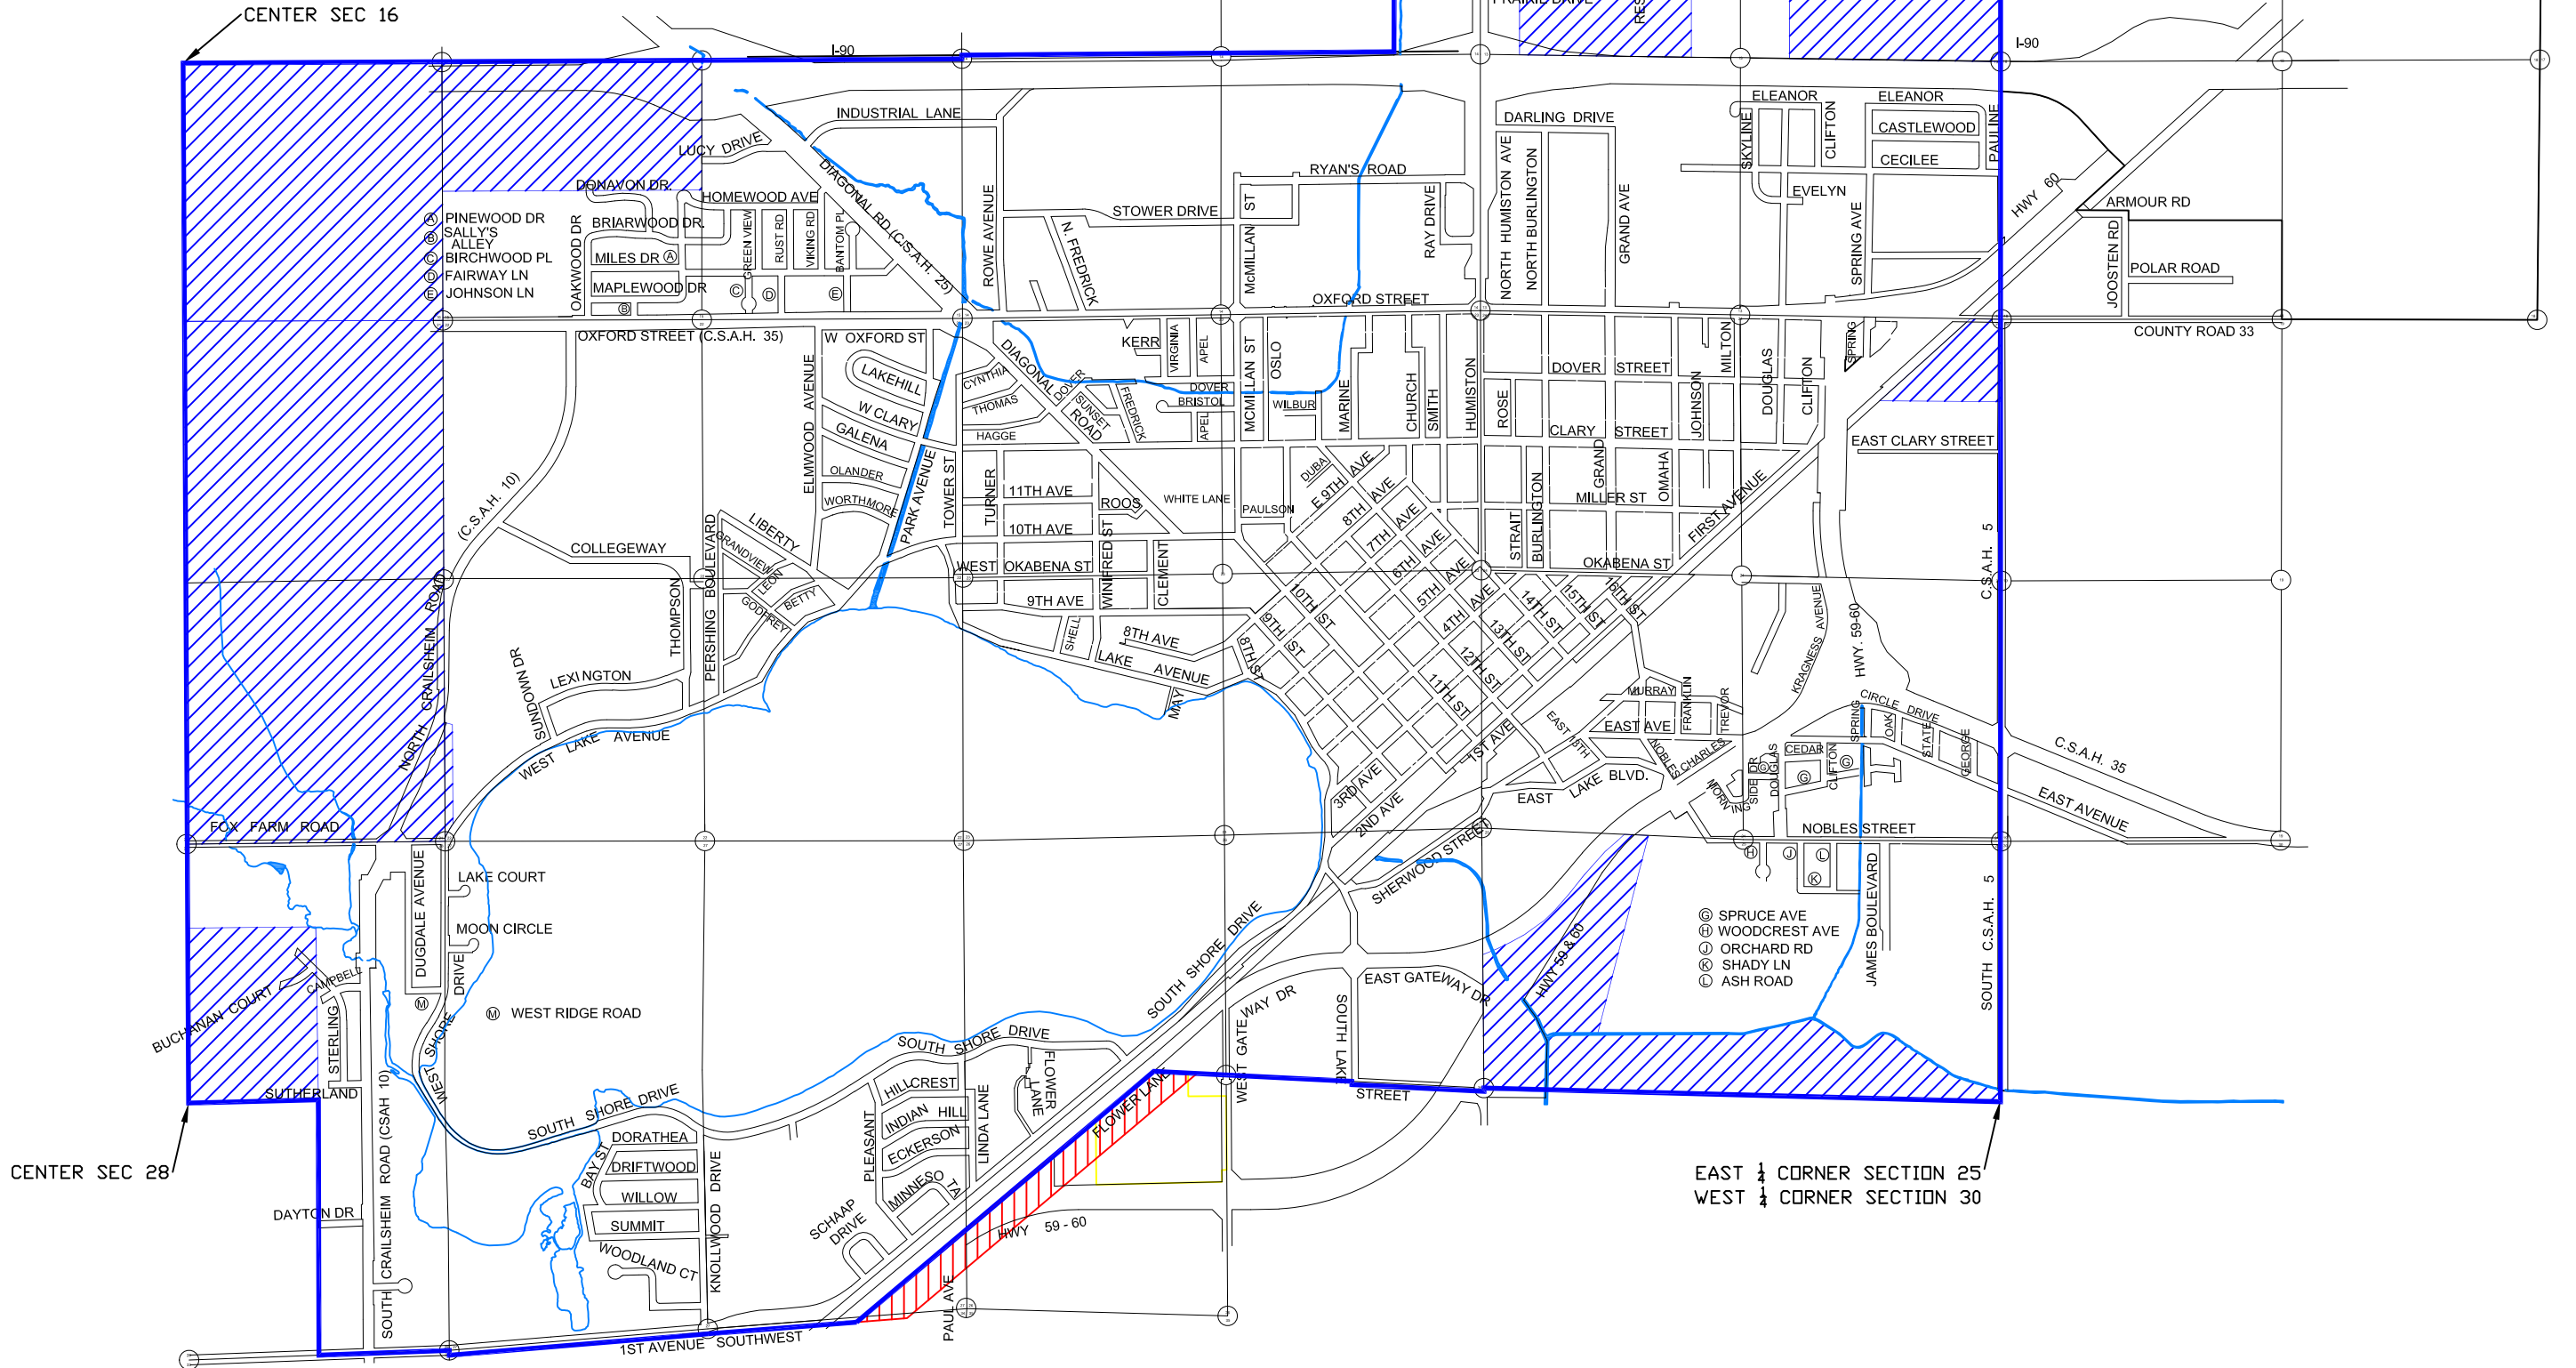 CENTER SEC 16
I-90
PRAIRIE DRIVE
I-90
INDUSTRIAL LANE
LUCY DRIVE
DIAGONAL RD (C.S.A.H. 25)
DONAVON DR.
HOMEWOOD AVE
BRIARWOOD DR.
OAKWOOD DR
MILES DR Ⓐ
MAPLEWOOD DR
GREEN VIEW
RUST RD
VIKING RD
BANTOM PL
Ⓑ
Ⓒ
Ⓓ
Ⓔ
Ⓐ PINEWOOD DR
Ⓑ SALLY'S
ALLEY
Ⓒ BIRCHWOOD PL
Ⓓ FAIRWAY LN
Ⓔ JOHNSON LN
ROWE AVENUE
N. FREDRICK
STOWER DRIVE
McMILLAN ST
RYAN'S ROAD
RAY DRIVE
NORTH HUMISTON AVE
NORTH BURLINGTON
DARLING DRIVE
GRAND AVE
SKYLINE
ELEANOR
CLIFTON
ELEANOR
CASTLEWOOD
CECILEE
PAULINE
EVELYN
SPRING AVE
HWY 60
ARMOUR RD
JOOSTEN RD
POLAR ROAD
COUNTY ROAD 33
OXFORD STREET
OXFORD STREET (C.S.A.H. 35)
W OXFORD ST
ELMWOOD AVENUE
LAKEHILL
W CLARY
GALENA
OLANDER
WORTHMORE
PARK AVENUE
TOWER ST
CYNTHIA
THOMAS
HAGGE
DIAGONAL ROAD
DOVER
SUNSET
FREDRICK
KERR
VIRGINIA
APEL
DOVER
BRISTOL
APEL
MCMILLAN ST
OSLO
WILBUR
MARINE
CHURCH
SMITH
HUMISTON
ROSE
DOVER STREET
CLARY STREET
GRAND
OMAHA
JOHNSON
MILTON
DOUGLAS
CLIFTON
SPRING
EAST CLARY STREET
MILLER ST
FIRST AVENUE
STRAIT
BURLINGTON
OKABENA ST
TURNER
11TH AVE
10TH AVE
WEST OKABENA ST
9TH AVE
ROOS
WINIFRED ST
CLEMENT
WHITE LANE
PAULSON
DUBA
E 9TH AVE
8TH AVE
7TH AVE
6TH AVE
5TH AVE
4TH AVE
3RD AVE
2ND AVE
1ST AVE
8TH ST
9TH ST
10TH ST
11TH ST
12TH ST
13TH ST
14TH ST
15TH ST
16TH ST
SHELL
8TH AVE
LAKE AVENUE
MAY
(C.S.A.H. 10)
COLLEGEWAY
THOMPSON
PERSHING BOULEVARD
LIBERTY
GRANDVIEW
LEON
BETTY
GODFREY
NORTH CRAILSHEIM ROAD
SUNDOWN DR
LEXINGTON
WEST LAKE AVENUE
FOX FARM ROAD
C.S.A.H. 5
KRAGNESS AVENUE
HWY. 59-60
MURRAY
FRANKLIN
TREVOR
EAST AVE
EAST 18TH
NOBLES
CHARLES
EAST LAKE BLVD.
MORNING SIDE DR
DOUGLAS
CEDAR
CLIFTON
Ⓖ
Ⓖ
Ⓖ
SPRING
CIRCLE DRIVE
OAK
STATE
GEORGE
C.S.A.H. 35
EAST AVENUE
NOBLES STREET
Ⓗ
Ⓙ
Ⓛ
Ⓚ
JAMES BOULEVARD
SOUTH C.S.A.H. 5
Ⓖ SPRUCE AVE
Ⓗ WOODCREST AVE
Ⓙ ORCHARD RD
Ⓚ SHADY LN
Ⓛ ASH ROAD
SHERWOOD STREET
HWY 59 & 60
DUGDALE AVENUE
LAKE COURT
MOON CIRCLE
WEST SHORE DRIVE
Ⓜ
Ⓜ WEST RIDGE ROAD
CAMPBELL
BUCHANAN COURT
STERLING
SUTHERLAND
SOUTH CRAILSHEIM ROAD (CSAH 10)
DAYTON DR
CENTER SEC 28
SOUTH SHORE DRIVE
SOUTH SHORE DRIVE
SOUTH SHORE DRIVE
BAY ST
DORATHEA
DRIFTWOOD
WILLOW
SUMMIT
WOODLAND CT
KNOLLWOOD DRIVE
PLEASANT
HILLCREST
INDIAN HILL
ECKERSON
MINNESOTA
LINDA LANE
FLOWER LANE
SCHAAP DRIVE
FLOWER LANE
HWY 59 - 60
PAUL AVE
1ST AVENUE SOUTHWEST
WEST GATE WAY DR
EAST GATEWAY DR
SOUTH LAKE
STREET
EAST ¼ CORNER SECTION 25
WEST ¼ CORNER SECTION 30